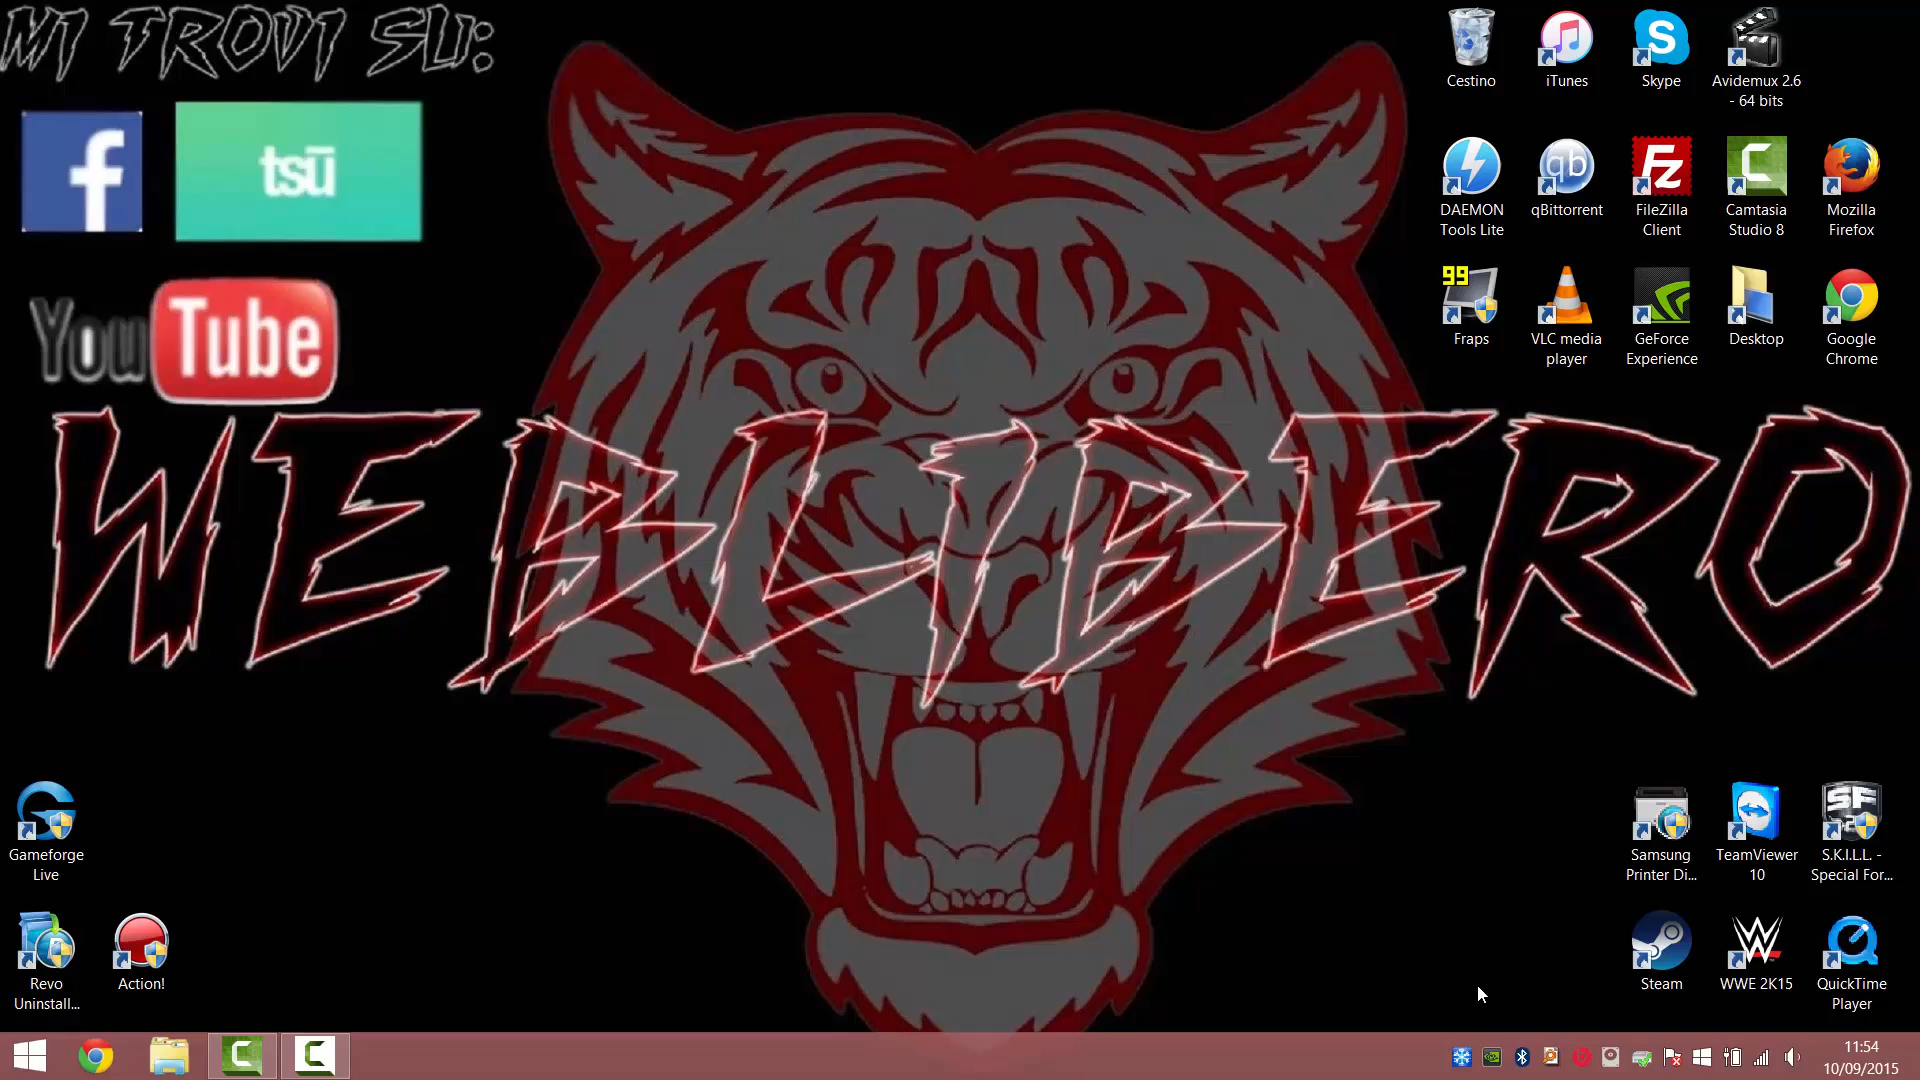 MI TROVI SU:
f
tsū
YouTube
WEBLIBERO
Cestino
iTunes
Skype
Avidemux 2.6
- 64 bits
DAEMON
Tools Lite
qb
qBittorrent
Fz
FileZilla
Client
Camtasia
Studio 8
Mozilla
Firefox
99
Fraps
VLC media
player
GeForce
Experience
Desktop
Google
Chrome
Gameforge
Live
Samsung
Printer Di...
TeamViewer
10
SF
S.K.I.L.L. -
Special For...
Revo
Uninstall...
Action!
Steam
WWE 2K15
QuickTime
Player
11:54
10/09/2015